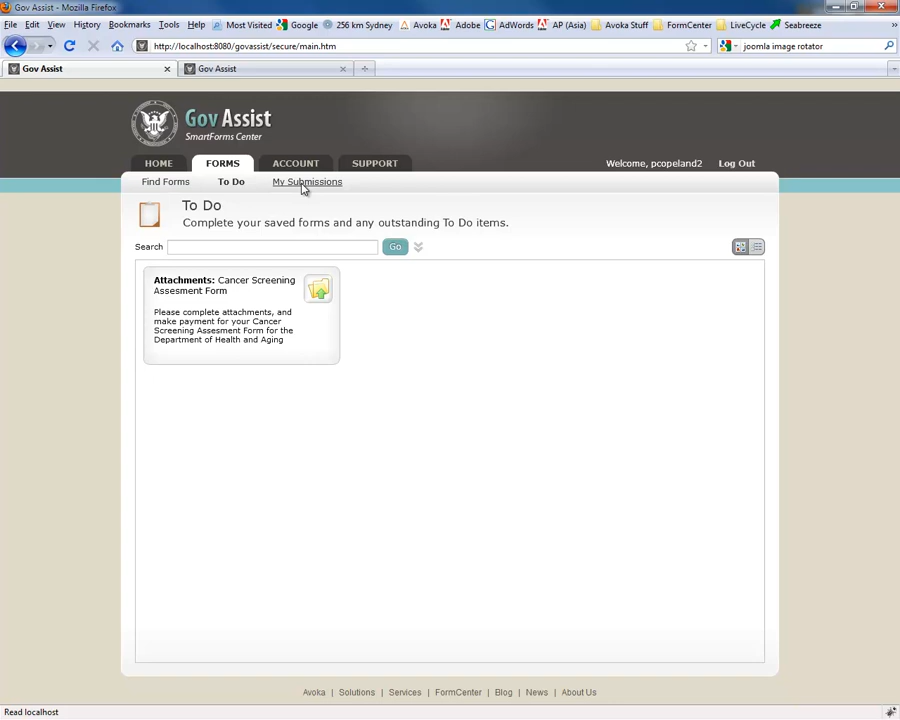 Gov Assist - Mozilla Firefox
File Edit View History Bookmarks Tools Help Most Visited Google 256 km Sydney Avoka Adobe AdWords AP (Asia) Avoka Stuff FormCenter LiveCycle Seabreeze »
http://localhost:8080/govassist/secure/main.htm joomla image rotator
Gov Assist Gov Assist
Gov Assist
SmartForms Center
HOME FORMS ACCOUNT SUPPORT Welcome, pcopeland2 Log Out
Find Forms To Do My Submissions
To Do
Complete your saved forms and any outstanding To Do items.
Search Go
Attachments: Cancer Screening
Assesment Form
Please complete attachments, and
make payment for your Cancer
Screening Assesment Form for the
Department of Health and Aging
Avoka | Solutions | Services | FormCenter | Blog | News | About Us
Read localhost